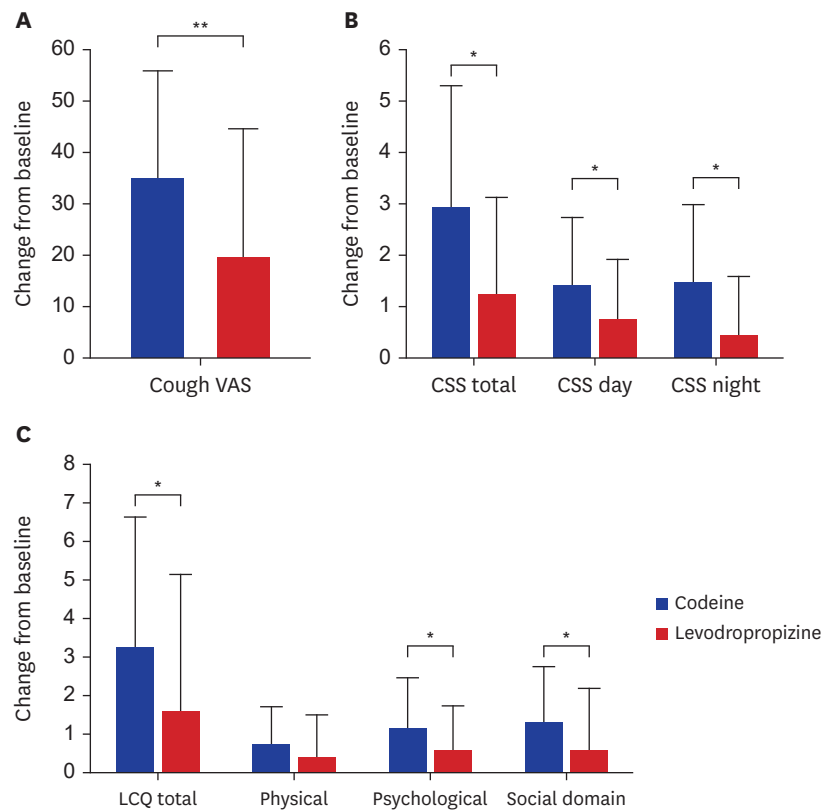 A
**
60
50
40
30
20
10
0
Change from baseline
Cough VAS
B
*
*
*
6
5
4
3
2
1
0
Change from baseline
CSS total
CSS day
CSS night
C
*
*
*
8
7
6
5
4
3
2
1
0
Change from baseline
LCQ total
Physical
Psychological
Social domain
Codeine
Levodropropizine